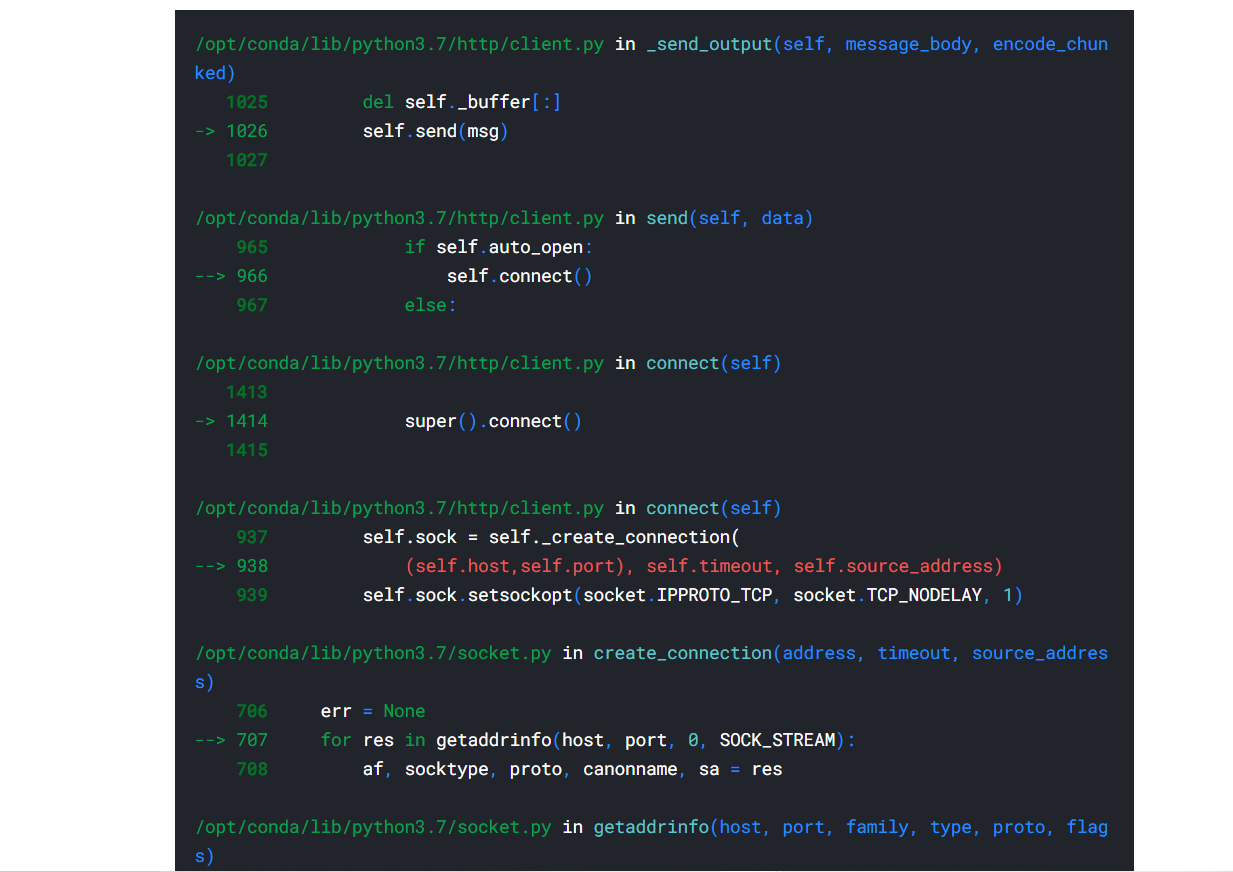 /opt/conda/lib/python3.7/http/client.py in _send_output(self, message_body, encode_chun
ked)
   1025         del self._buffer[:]
-> 1026         self.send(msg)
   1027

/opt/conda/lib/python3.7/http/client.py in send(self, data)
    965             if self.auto_open:
--> 966                 self.connect()
    967             else:

/opt/conda/lib/python3.7/http/client.py in connect(self)
   1413
-> 1414             super().connect()
   1415

/opt/conda/lib/python3.7/http/client.py in connect(self)
    937         self.sock = self._create_connection(
--> 938             (self.host,self.port), self.timeout, self.source_address)
    939         self.sock.setsockopt(socket.IPPROTO_TCP, socket.TCP_NODELAY, 1)

/opt/conda/lib/python3.7/socket.py in create_connection(address, timeout, source_addres
s)
    706     err = None
--> 707     for res in getaddrinfo(host, port, 0, SOCK_STREAM):
    708         af, socktype, proto, canonname, sa = res

/opt/conda/lib/python3.7/socket.py in getaddrinfo(host, port, family, type, proto, flag
s)